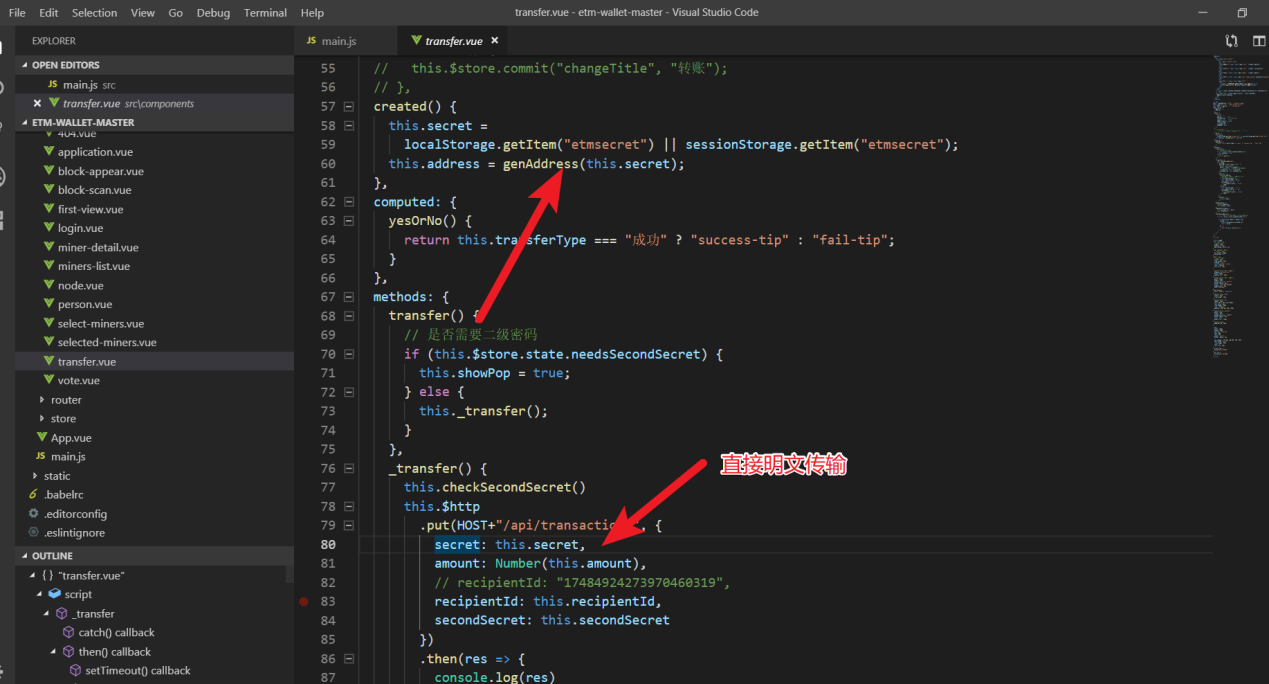 File Edit Selection View Go Debug Terminal Help transfer.vue - etm-wallet-master - Visual Studio Code
EXPLORER
OPEN EDITORS
JS main.js src
× transfer.vue src\components
ETM-WALLET-MASTER
404.vue
application.vue
block-appear.vue
block-scan.vue
first-view.vue
login.vue
miner-detail.vue
miners-list.vue
node.vue
person.vue
select-miners.vue
selected-miners.vue
transfer.vue
vote.vue
router
store
App.vue
JS main.js
static
.babelrc
.editorconfig
.eslintignore
OUTLINE
{ } "transfer.vue"
script
_transfer
catch() callback
then() callback
setTimeout() callback
JS main.js transfer.vue ×
55 // this.$store.commit("changeTitle", "转账");
56 // },
57 created() {
58 this.secret =
59 localStorage.getItem("etmsecret") || sessionStorage.getItem("etmsecret");
60 this.address = genAddress(this.secret);
61 },
62 computed: {
63 yesOrNo() {
64 return this.transferType === "成功" ? "success-tip" : "fail-tip";
65 }
66 },
67 methods: {
68 transfer() {
69 // 是否需要二级密码
70 if (this.$store.state.needsSecondSecret) {
71 this.showPop = true;
72 } else {
73 this._transfer();
74 }
75 },
76 _transfer() {
直接明文传输
77 this.checkSecondSecret()
78 this.$http
79 .put(HOST+"/api/transactio ", {
80 secret: this.secret,
81 amount: Number(this.amount),
82 // recipientId: "17484924273970460319",
83 recipientId: this.recipientId,
84 secondSecret: this.secondSecret
85 })
86 .then(res => {
87 console.log(res)